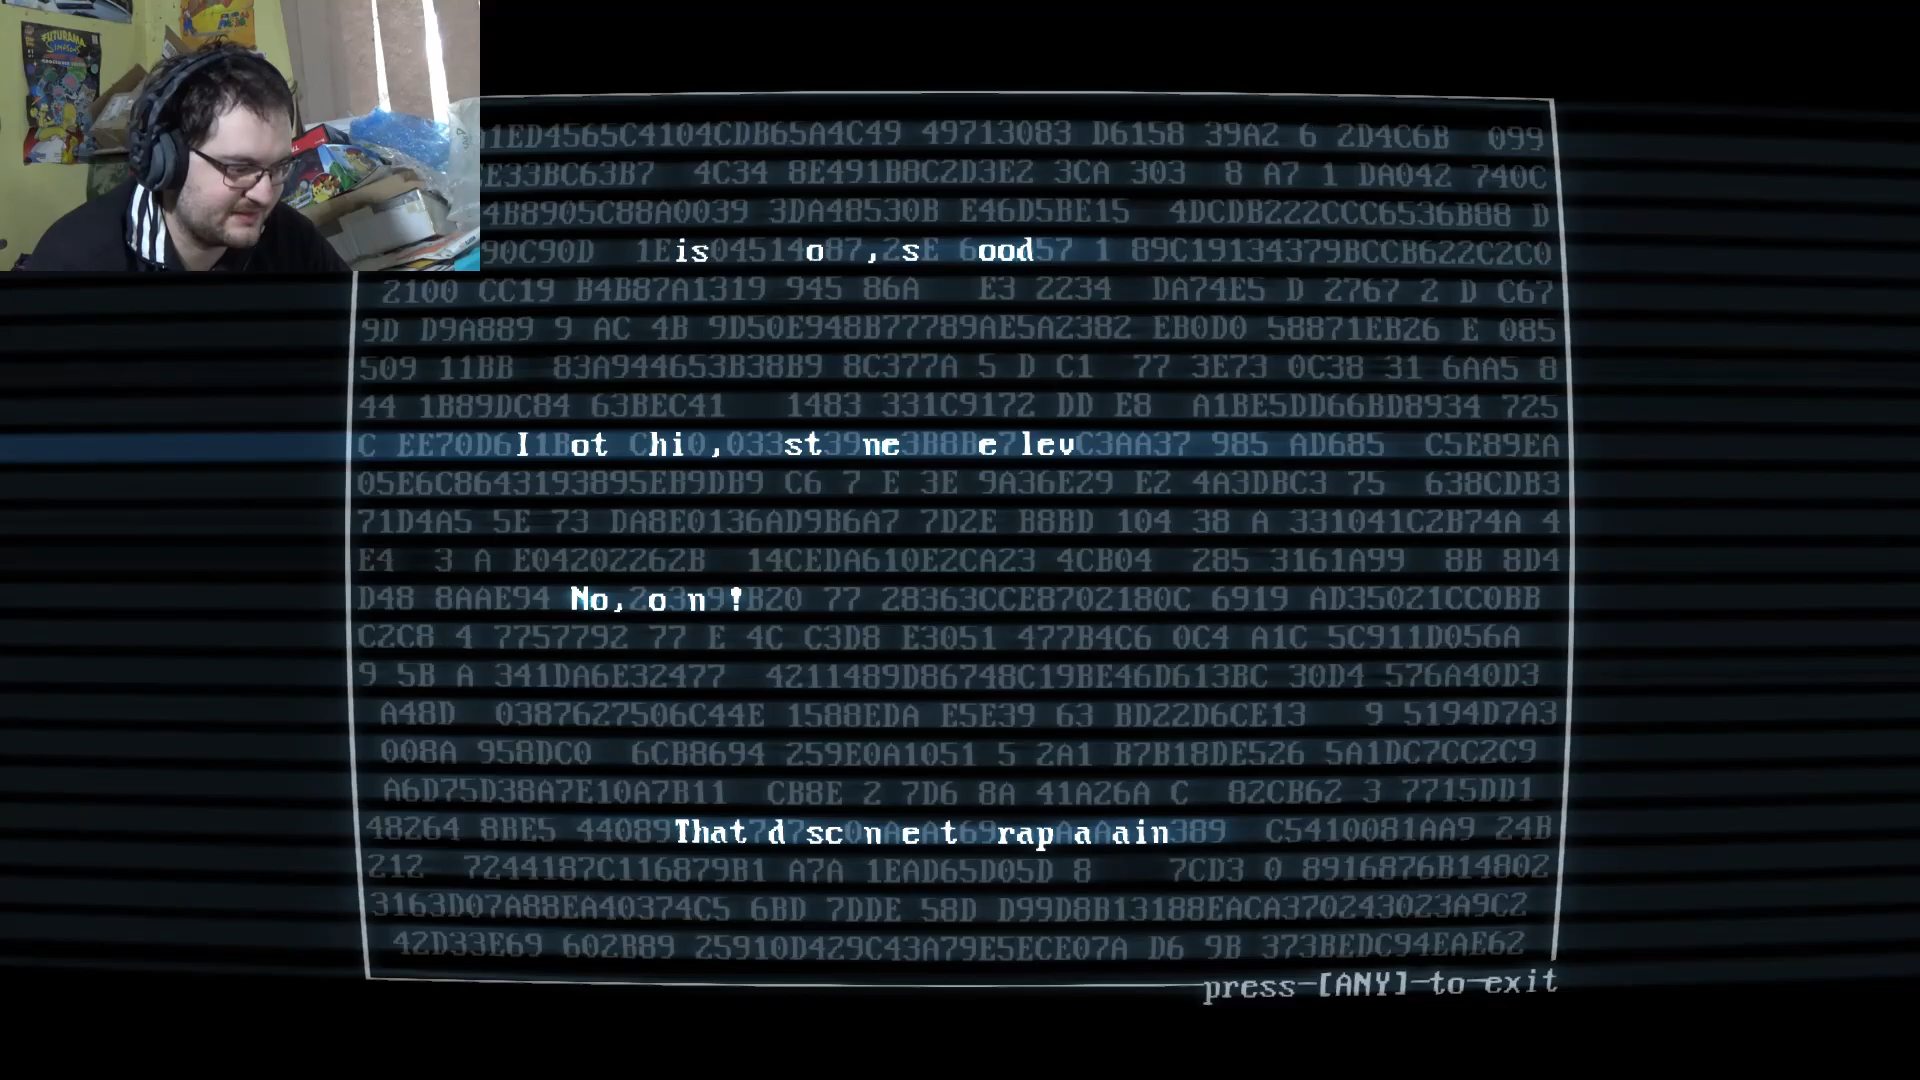 FUTURAMA
SIMPSONS
1ED4565C4104CDB65A4C49 49713083 D6158 39A2 6 2D4C6B 099
E33BC63B7 4C34 8E491B8C2D3E2 3CA 303 8 A7 1 DA042 740C
4B8905C88A0039 3DA48530B E46D5BE15 4DCDB222CCC6536B88 D
90C90D 1Eis04514o87,2sE 6ood57 1 89C19134379BCCB622C2C0
2100 CC19 B4B87A1319 945 86A E3 2234 DA74E5 D 2767 2 D C67
9D D9A889 9 AC 4B 9D50E948B77789AE5A2382 EB0D0 58871EB26 E 085
509 11BB 83A944653B38B9 8C377A 5 D C1 77 3E73 0C38 31 6AA5 8
44 1B89DC84 63BEC41 1483 331C9172 DD E8 A1BE5DD66BD8934 725
C EE70D6I1Bot Chi0,033st39ne3B8Be7levC3AA37 985 AD685 C5E89EA
05E6C8643193895EB9DB9 C6 7 E 3E 9A36E29 E2 4A3DBC3 75 638CDB3
71D4A5 5E 73 DA8E0136AD9B6A7 7D2E B8BD 104 38 A 331041C2B74A 4
E4 3 A E04202262B 14CEDA610E2CA23 4CB04 285 3161A99 8B 8D4
D48 8AAE94 No,2o3n9!B20 77 28363CCE8702180C 6919 AD35021CC0BB
C2C8 4 7757792 77 E 4C C3D8 E3051 477B4C6 0C4 A1C 5C911D056A
9 5B A 341DA6E32477 4211489D86748C19BE46D613BC 30D4 576A40D3
A48D 0387627506C44E 1588EDA E5E39 63 BD22D6CE13 9 5194D7A3
008A 958DC0 6CB8694 259E0A1051 5 2A1 B7B18DE526 5A1DC7CC2C9
A6D75D38A7E10A7B11 CB8E 2 7D6 8A 41A26A C 82CB62 3 7715DD1
48264 8BE5 44089That7d7sc0nAeAt69rapAaAain389 C5410081AA9 24B
212 7244187C116879B1 A7A 1EAD65D05D 8 7CD3 0 8916876B14802
3163D07A88EA40374C5 6BD 7DDE 58D D99D8B13188EACA370243023A9C2
42D33E69 602B89 25910D429C43A79E5ECE07A D6 9B 373BEDC94EAE62
press-[ANY]-to-exit